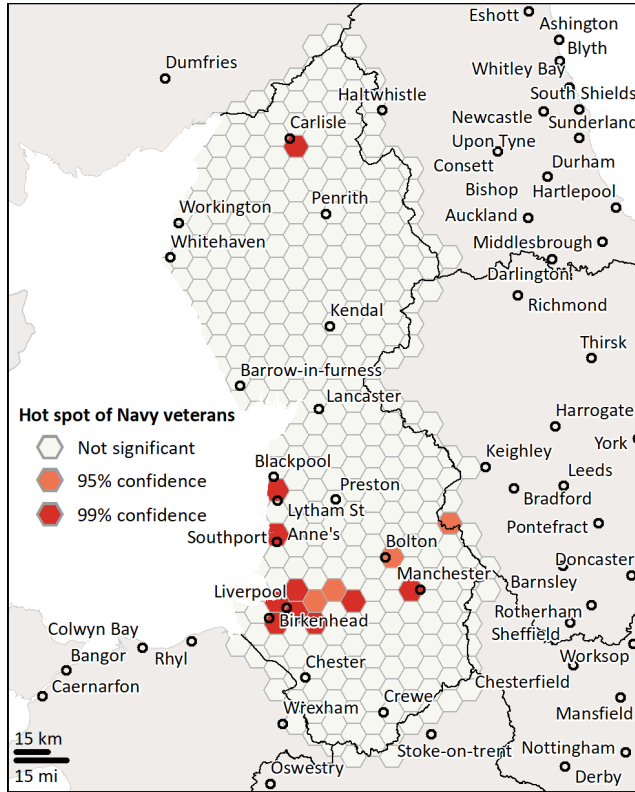 Eshott
Ashington
Blyth
Dumfries
Whitley Bay
South Shields
Haltwhistle
Newcastle
Upon Tyne
Sunderland
Carlisle
Consett
Durham
Bishop
Auckland
Hartlepool
Penrith
Workington
Whitehaven
Middlesbrough
Darlington
Richmond
Kendal
Thirsk
Barrow-in-furness
Lancaster
Hot spot of Navy veterans
Not significant
95% confidence
99% confidence
Harrogate
York
Keighley
Leeds
Bradford
Blackpool
Preston
Lytham St
Anne's
Pontefract
Southport
Bolton
Doncaster
Manchester
Barnsley
Liverpool
Birkenhead
Rotherham
Sheffield
Colwyn Bay
Bangor
Rhyl
Worksop
Caernarfon
Chester
Chesterfield
Crewe
Mansfield
Wrexham
15 km
15 mi
Stoke-on-trent
Nottingham
Oswestry
Derby